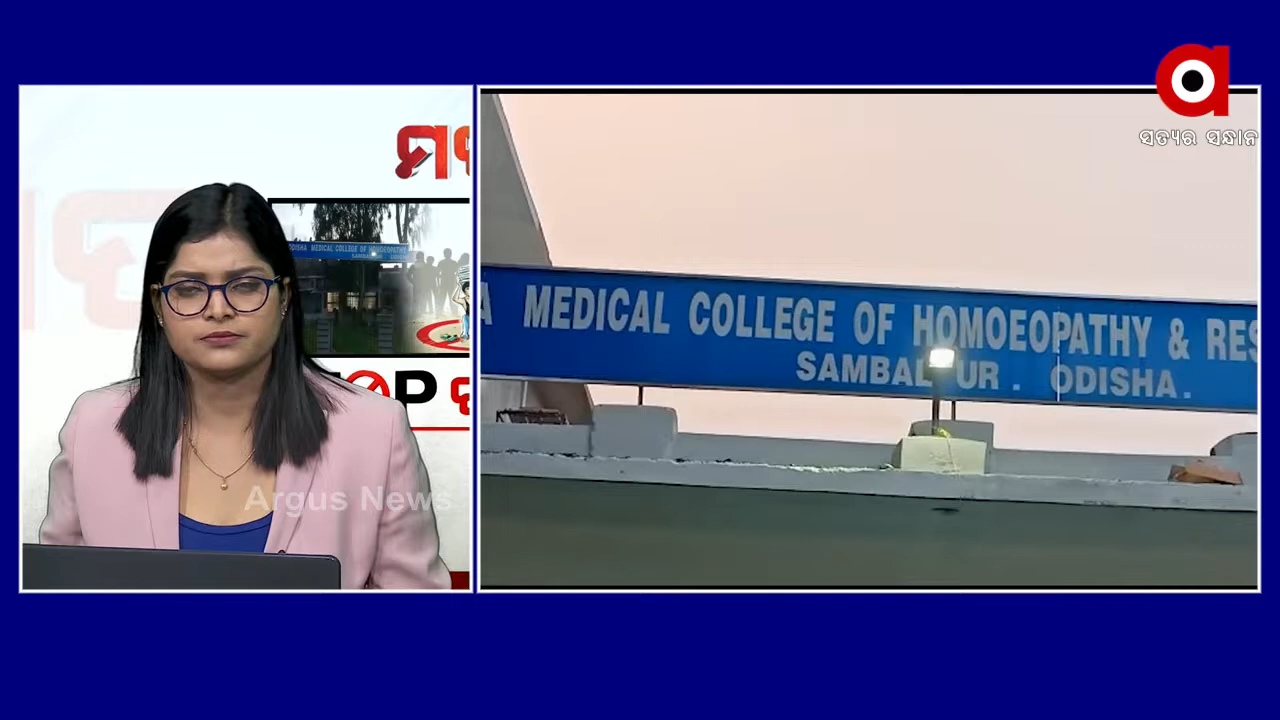 ସତ୍ୟର ସନ୍ଧାନ
ODISHA MEDICAL COLLEGE OF HOMOEOPATHY
MEDICAL COLLEGE OF HOMOEOPATHY & RES
SAMBALPUR . ODISHA.
Argus News